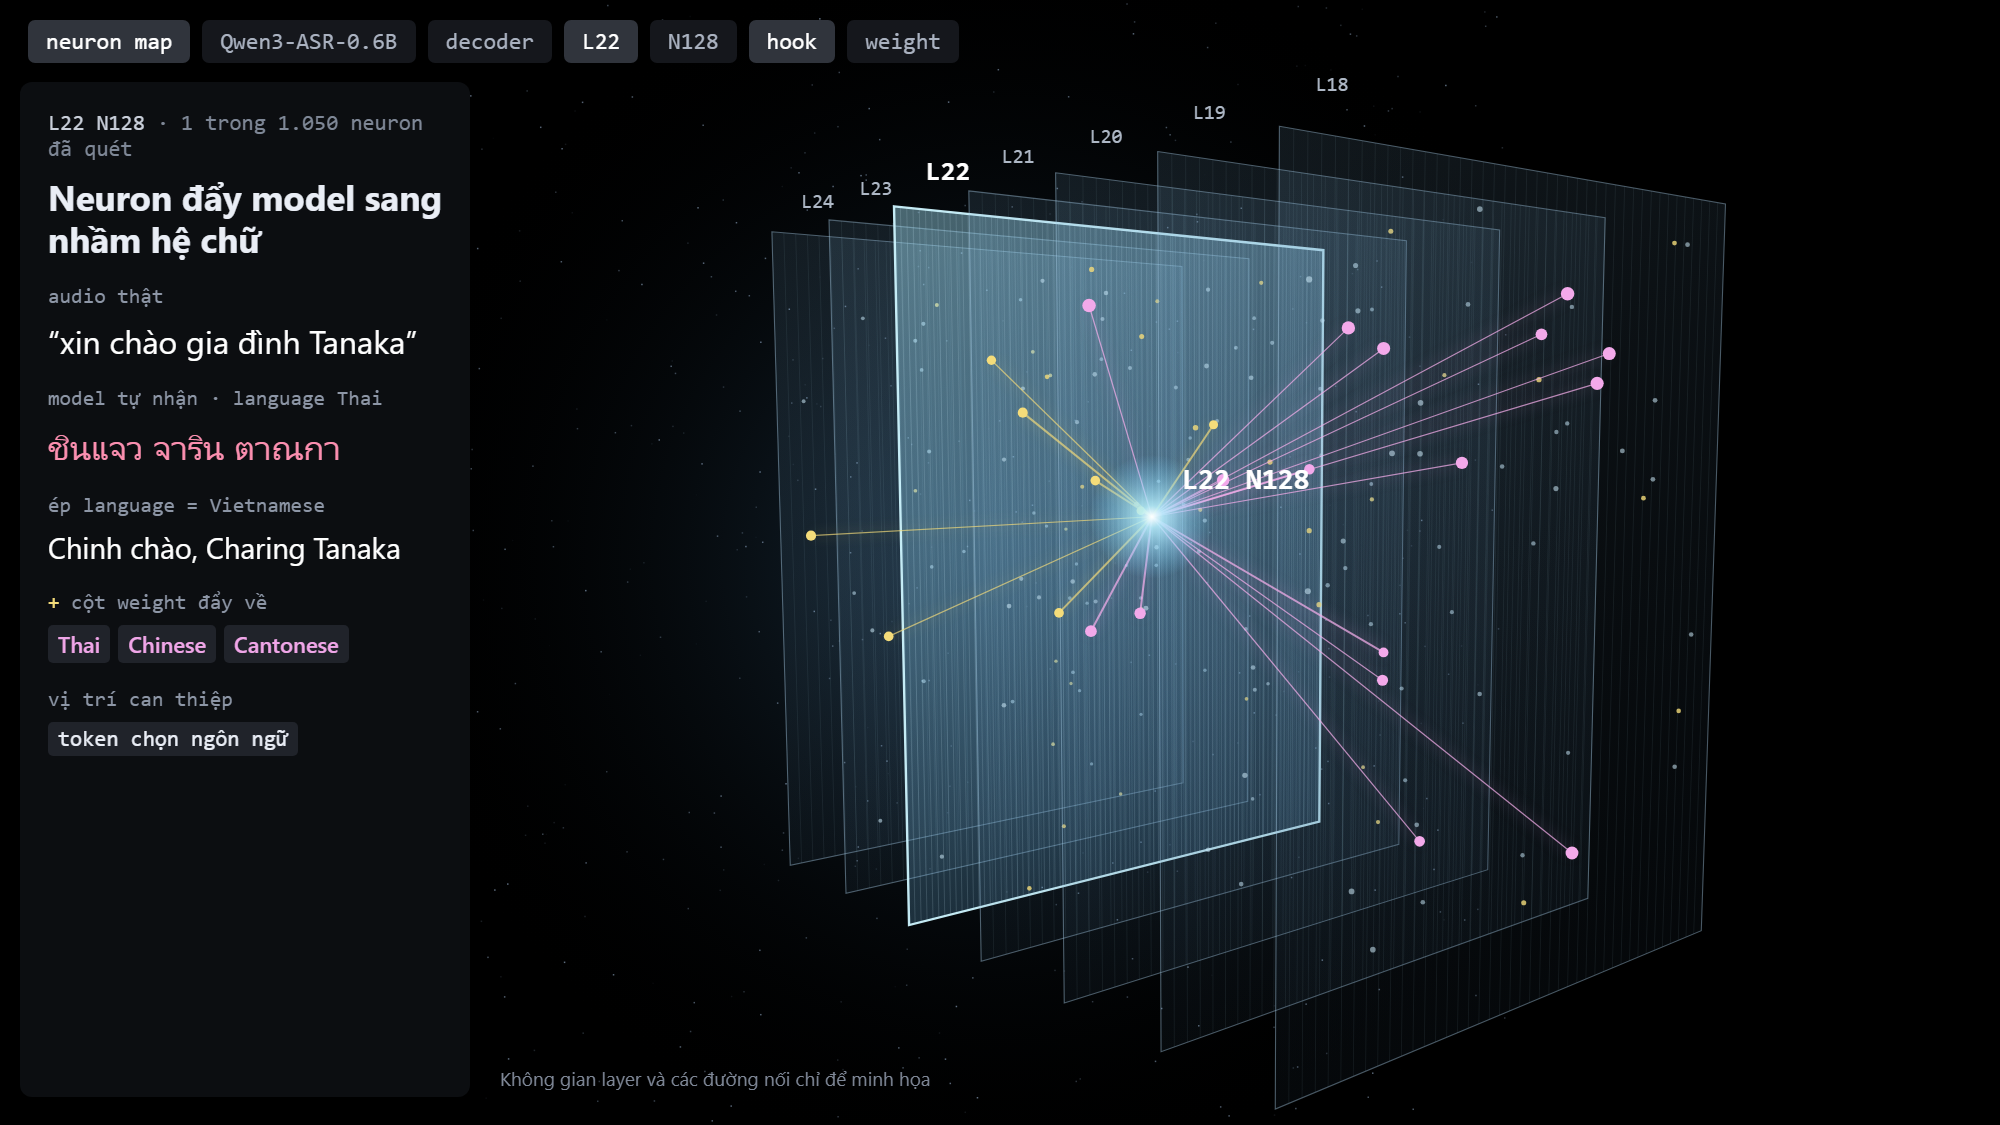 neuron map Qwen3-ASR-0.6B decoder L22 N128 hook weight
L22 N128 · 1 trong 1.050 neuron
đã quét
Neuron đẩy model sang
nhầm hệ chữ
audio thật
“xin chào gia đình Tanaka”
model tự nhận · language Thai
ชินแจว จาริน ตาณกา
ép language = Vietnamese
Chinh chào, Charing Tanaka
+ cột weight đẩy về
Thai Chinese Cantonese
vị trí can thiệp
token chọn ngôn ngữ
L18
L19
L20
L21
L22
L23
L24
L22 N128
Không gian layer và các đường nối chỉ để minh họa